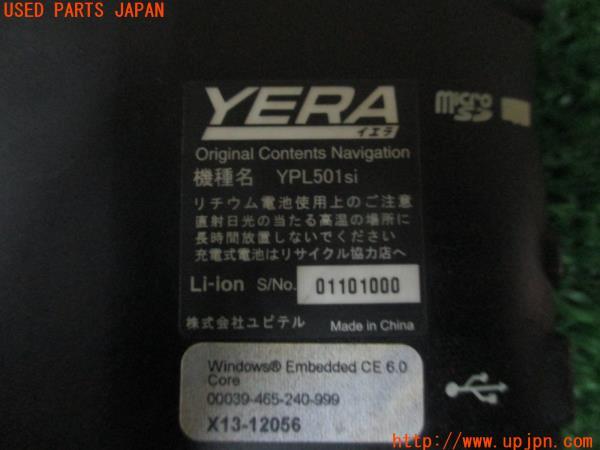 USED PARTS JAPAN
YERA
イエラ
micro SD
Original Contents Navigation
機種名 YPL501si
リチウム電池使用上のご注意
直射日光の当たる高温の場所に
長時間放置しないでください
充電式電池はリサイクル協力店へ
Li-ion S/No. 01101000
株式会社ユピテル Made in China
Windows® Embedded CE 6.0
Core
00039-465-240-999
X13-12056
www.upjpn.com